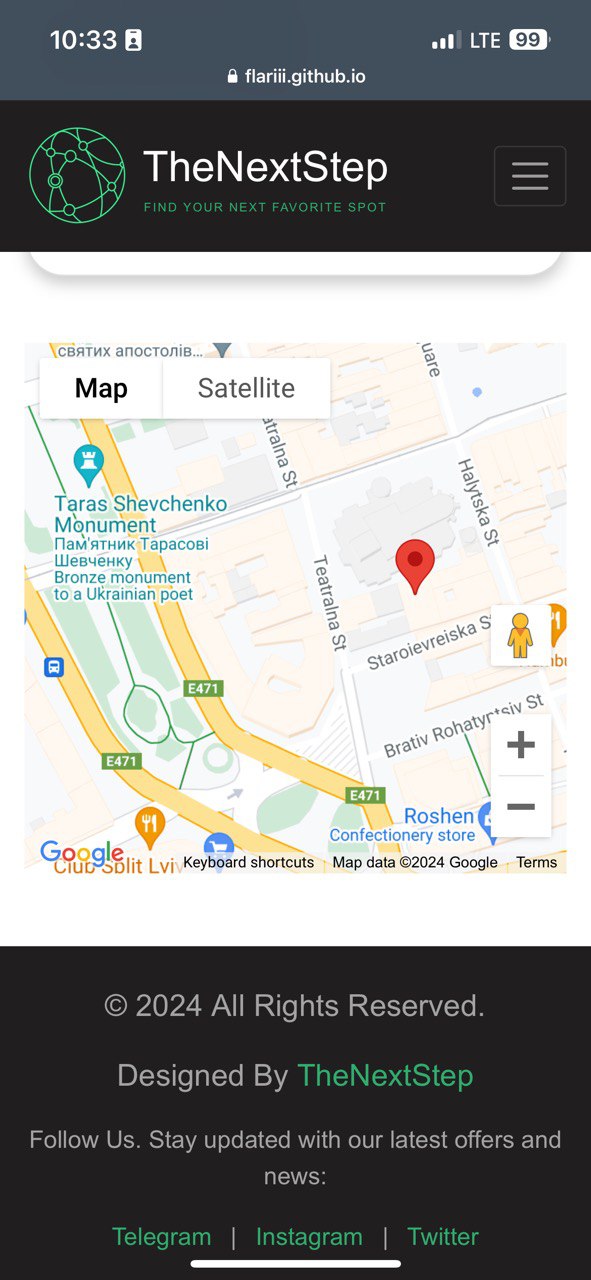 10:33
LTE 99
flariii.github.io
TheNextStep
FIND YOUR NEXT FAVORITE SPOT
святих апостолів...
Map
Satellite
uare
atralna St
Halytska St
Taras Shevchenko
Monument
Пам'ятник Тарасові
Шевченку
Bronze monument
to a Ukrainian poet
Teatralna St
Staroievreiska S
E471
Brativ Rohatyntsiv St
E471
E471
Roshen
Confectionery store
Google
Club Split Lviv
Keyboard shortcuts
Map data ©2024 Google
Terms
© 2024 All Rights Reserved.
Designed By TheNextStep
Follow Us. Stay updated with our latest offers and
news:
Telegram | Instagram | Twitter